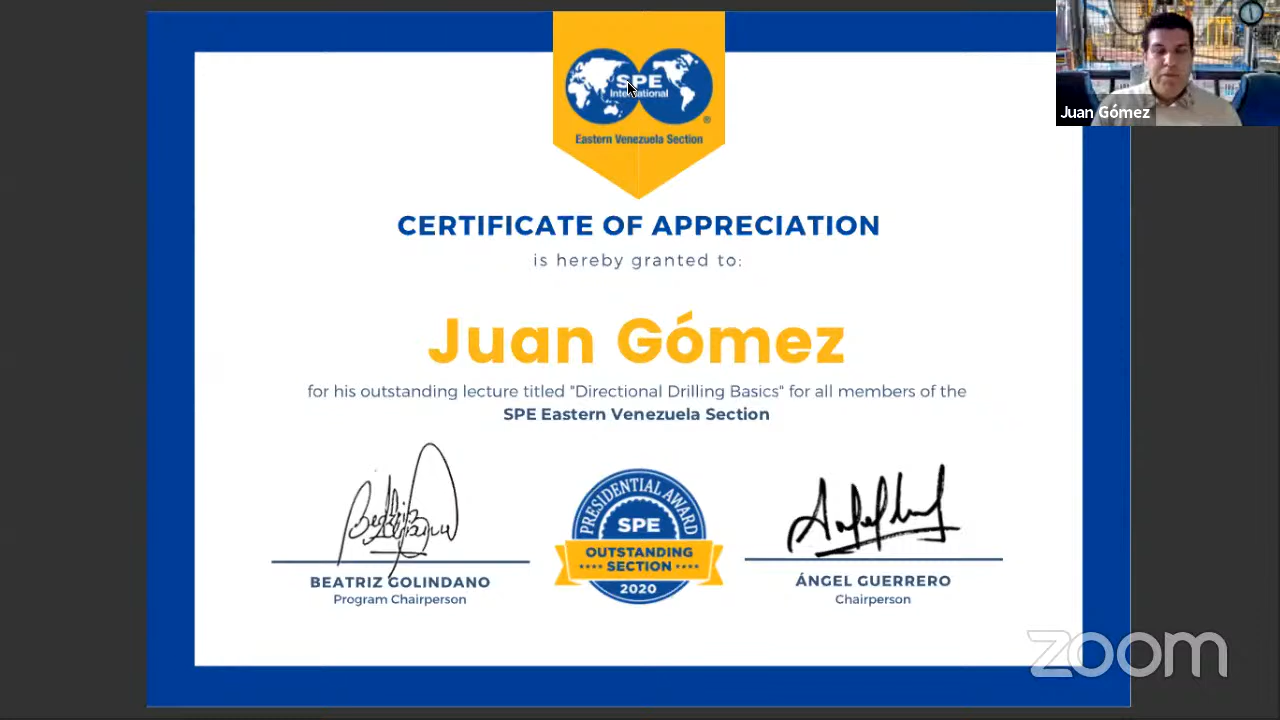 SPE
International
®
Eastern Venezuela Section
Juan Gómez
CERTIFICATE OF APPRECIATION
is hereby granted to:
Juan Gómez
for his outstanding lecture titled "Directional Drilling Basics" for all members of the
SPE Eastern Venezuela Section
PRESIDENTIAL AWARD
SPE
OUTSTANDING
SECTION
2020
BEATRIZ GOLINDANO
Program Chairperson
ÁNGEL GUERRERO
Chairperson
zoom